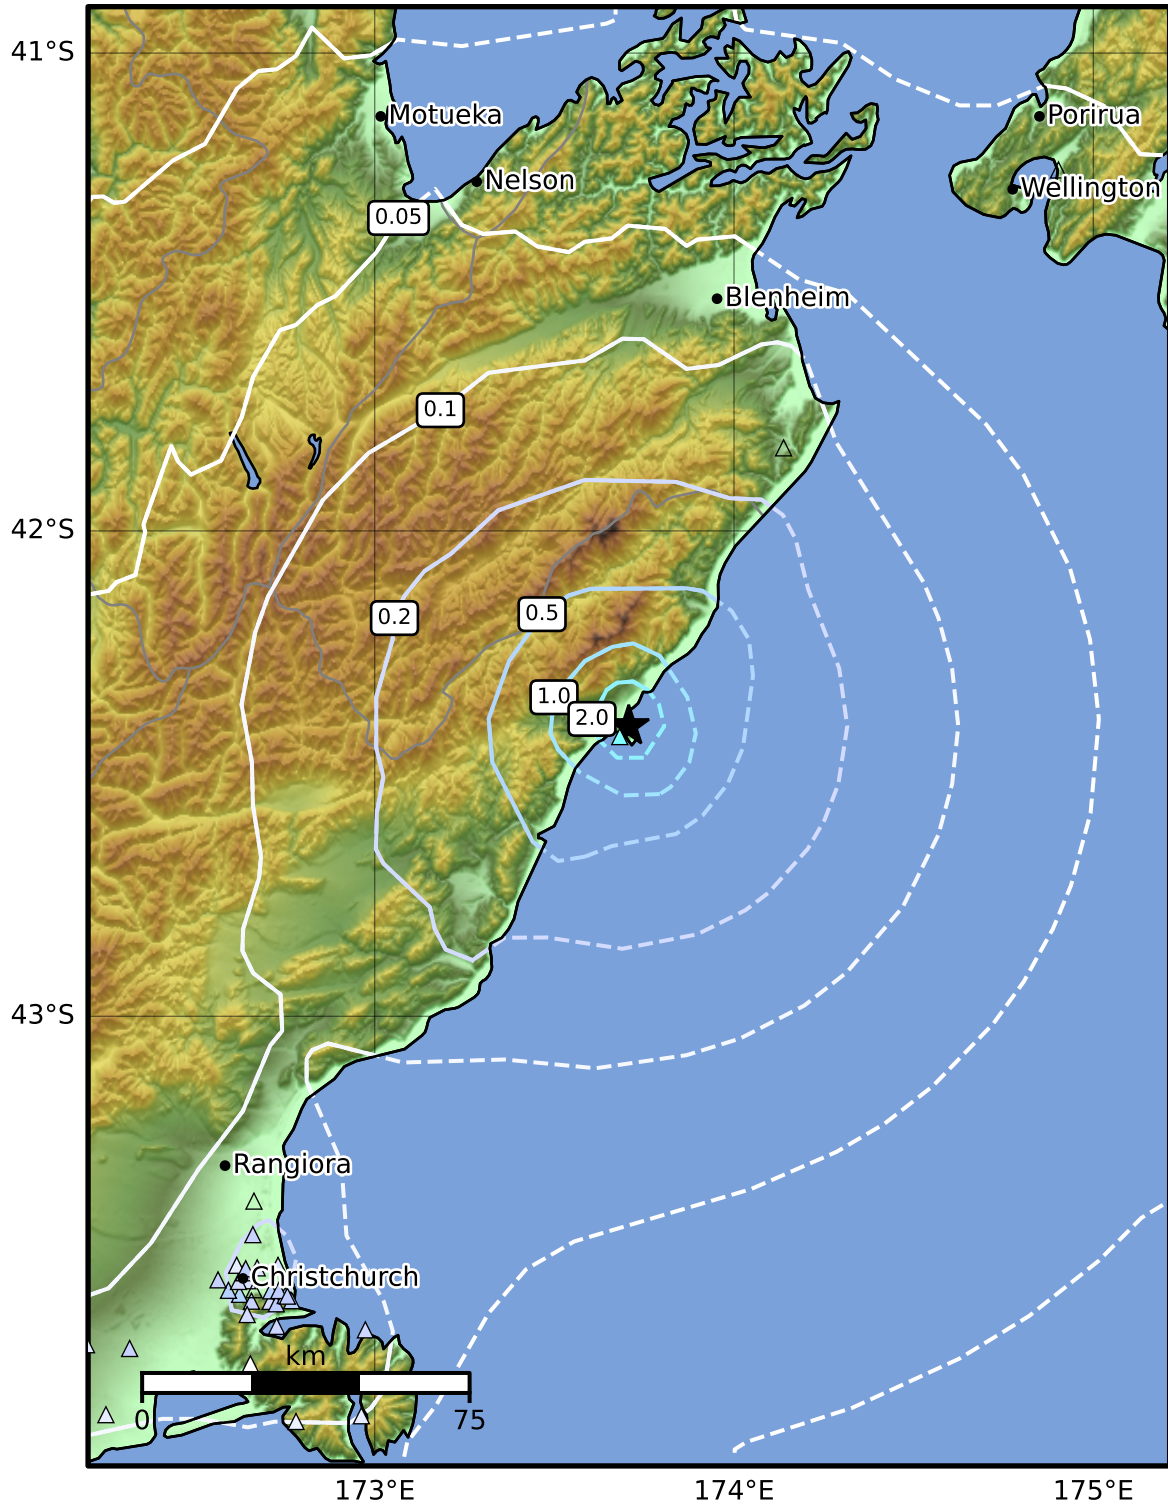 41°S
Motueka
Porirua
Nelson
Wellington
0.05
Blenheim
0.1
42°S
0.2
0.5
1.0
2.0
43°S
Rangiora
Christchurch
km
0
75
173°E
174°E
175°E